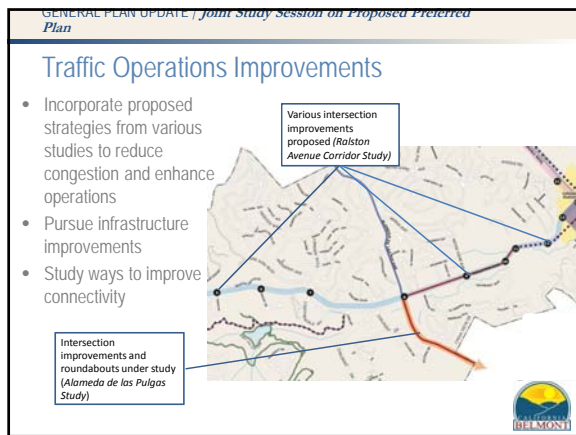 GENERAL PLAN UPDATE / Joint Study Session on Proposed Preferred
Plan
Traffic Operations Improvements
• Incorporate proposed
strategies from various
studies to reduce
congestion and enhance
operations
• Pursue infrastructure
improvements
• Study ways to improve
connectivity
Various intersection
improvements
proposed (Ralston
Avenue Corridor Study)
Intersection
improvements and
roundabouts under study
(Alameda de las Pulgas
Study)
CALIFORNIA
BELMONT